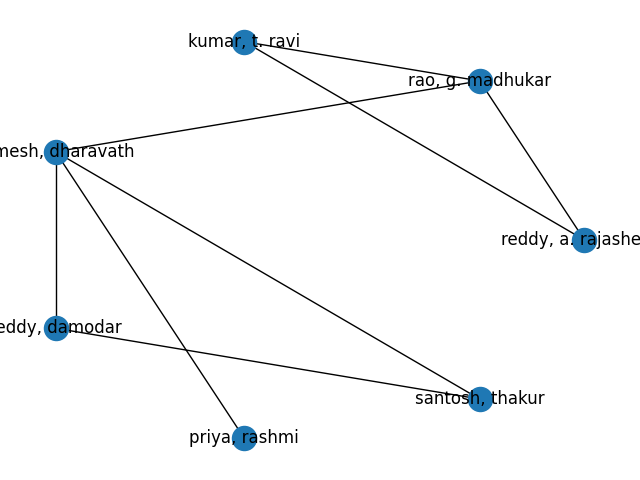 kumar, t. ravi
rao, g. madhukar
mesh, dharavath
reddy, a. rajashe
eddy, damodar
santosh, thakur
priya, rashmi